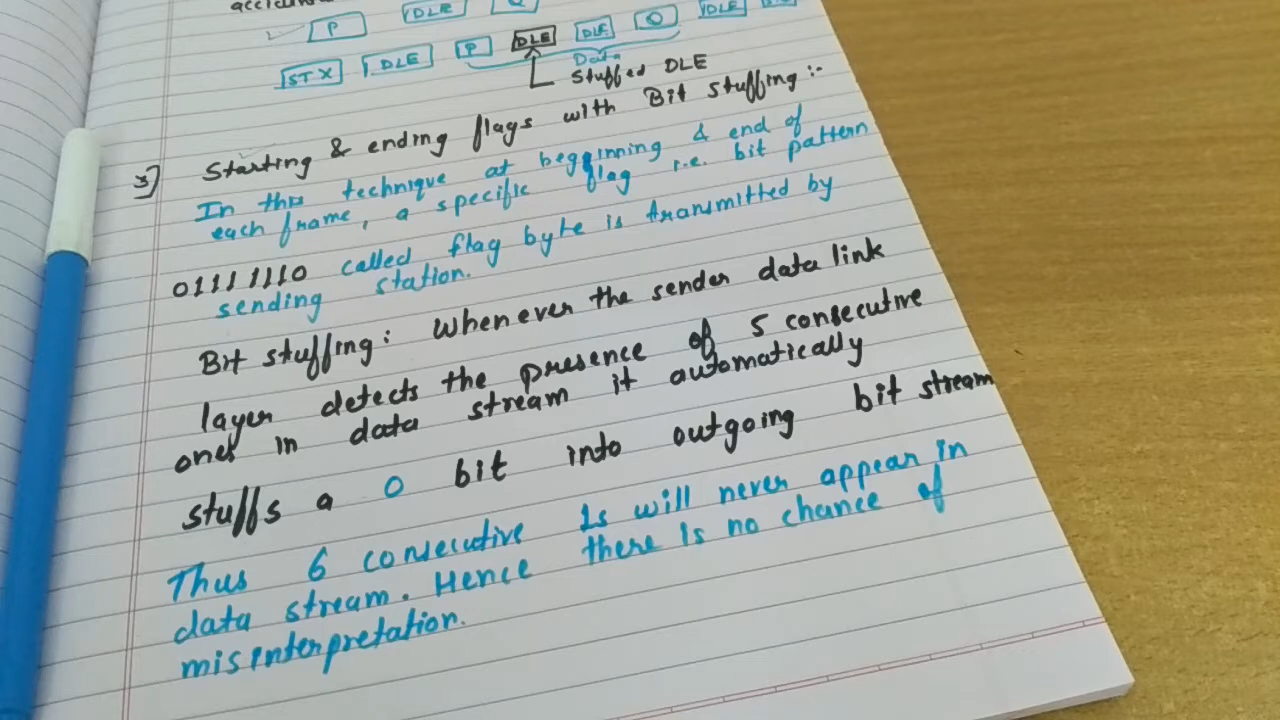 P DLE
STX DLE P DLE DLE O DLE
Data
Stuffed DLE
3] Starting & ending flags with Bit stuffing :-
In this technique at begginning & end of
each frame, a specific flag i.e. bit pattern
01111110 called flag byte is transmitted by
sending station.
Bit stuffing: Whenever the sender data link
layer detects the presence of 5 consecutive
ones in data stream it automatically
stuffs a 0 bit into outgoing bit stream
Thus 6 consecutive 1s will never appear in
data stream. Hence there is no chance of
misinterpretation.